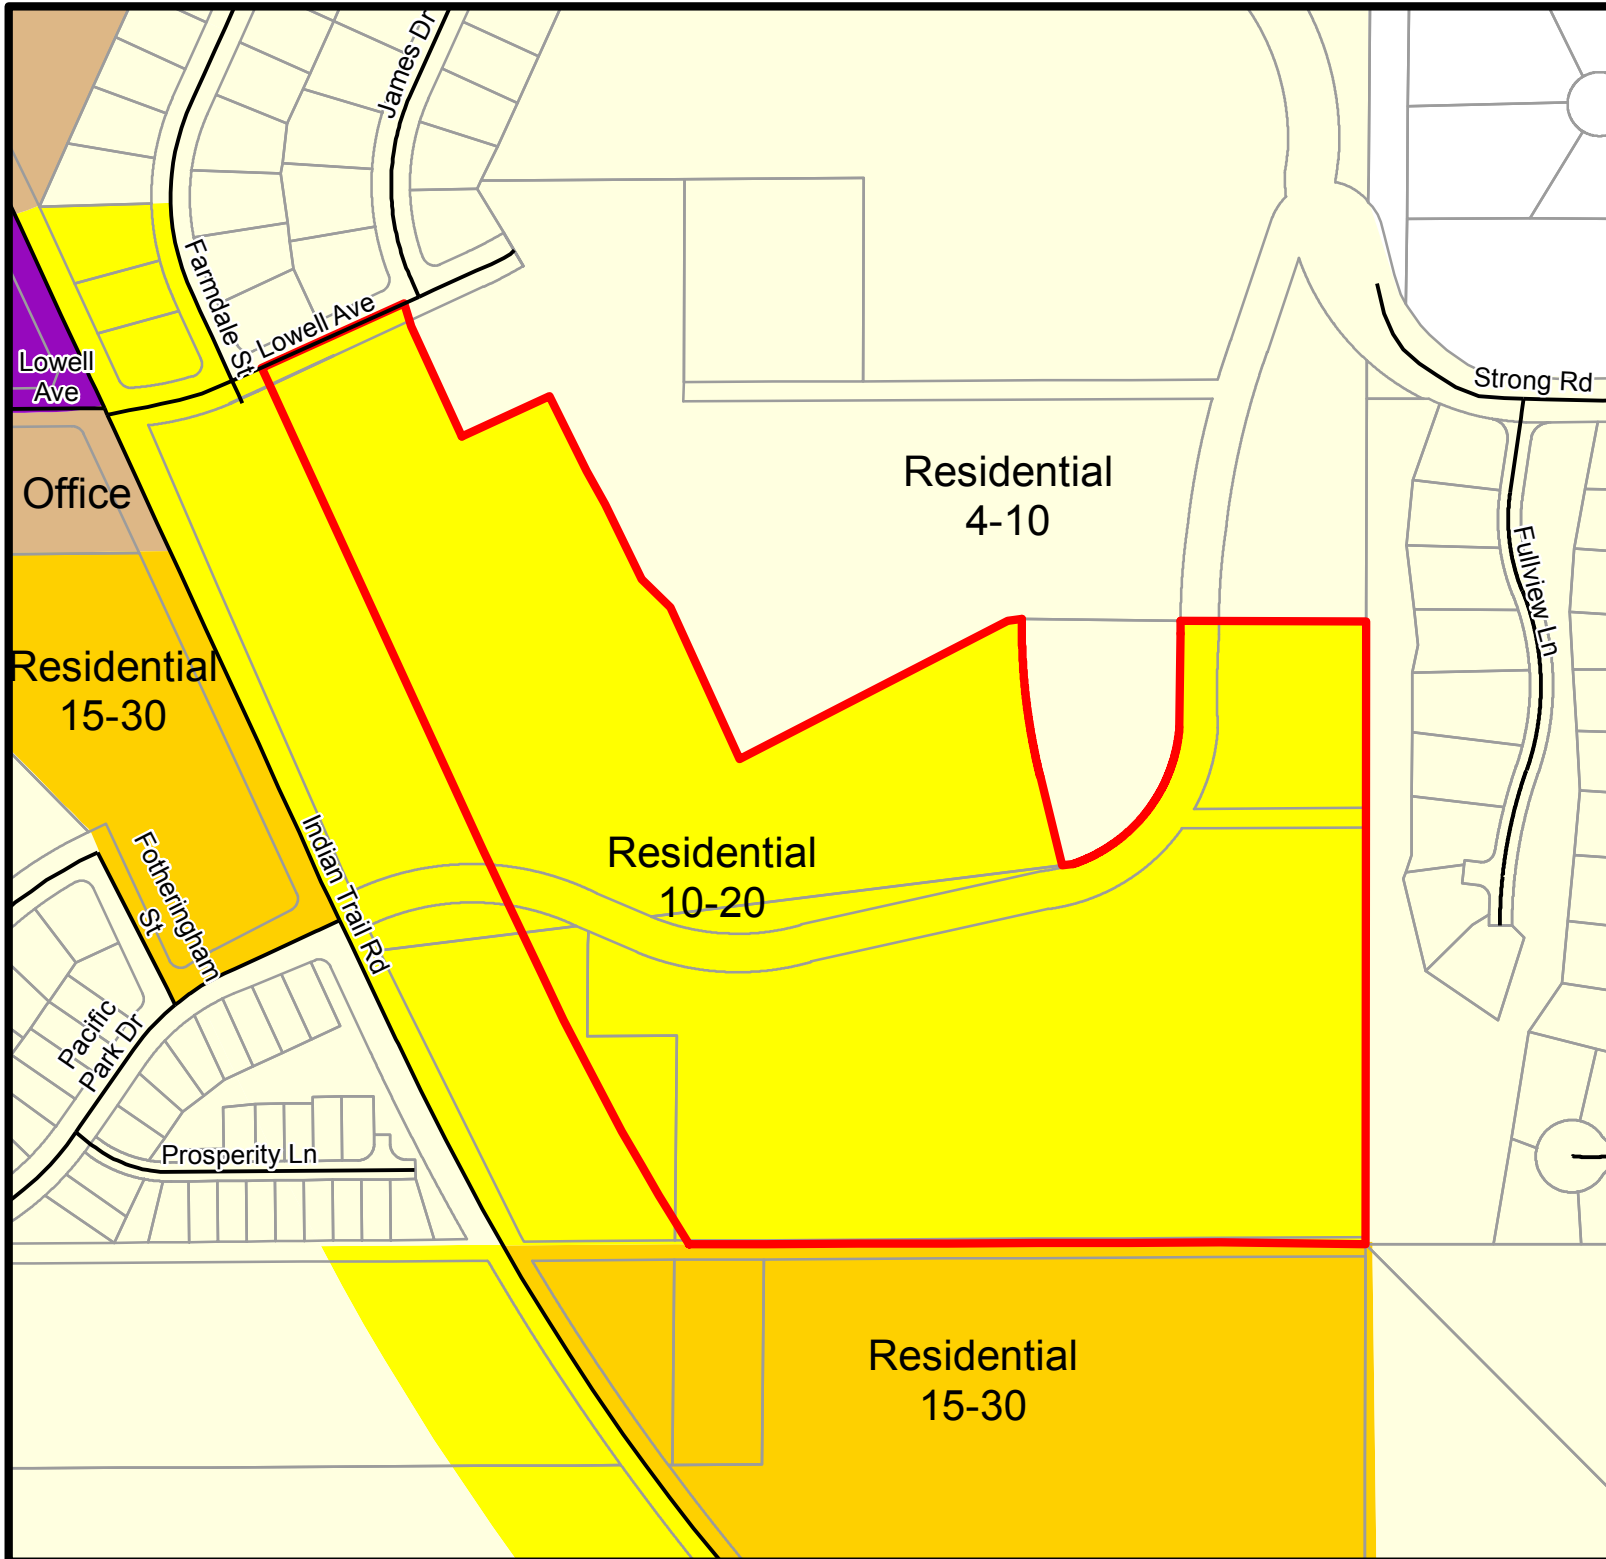 James Dr
Farmdale St
Lowell Ave
Lowell
Ave
Strong Rd
Office
Residential
4-10
Fullview Ln
Residential
15-30
Indian Trail Rd
Fotheringham
St
Residential
10-20
Pacific
Park Dr
Prosperity Ln
Residential
15-30